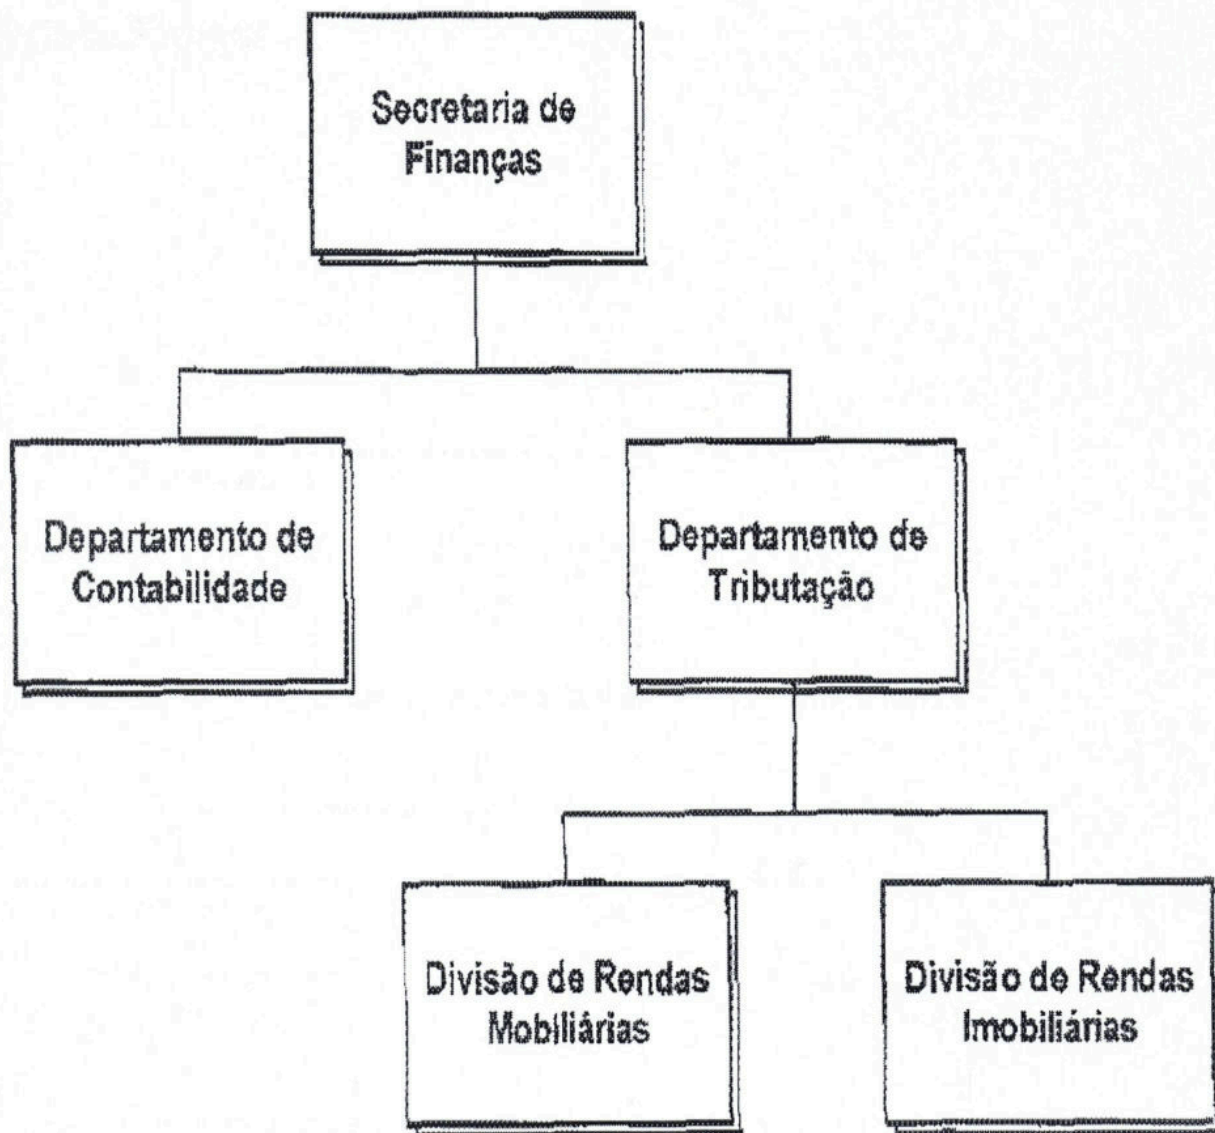 Secretaria de
Finanças
Departamento de
Contabilidade
Departamento de
Tributação
Divisão de Rendas
Mobiliárias
Divisão de Rendas
Imobiliárias